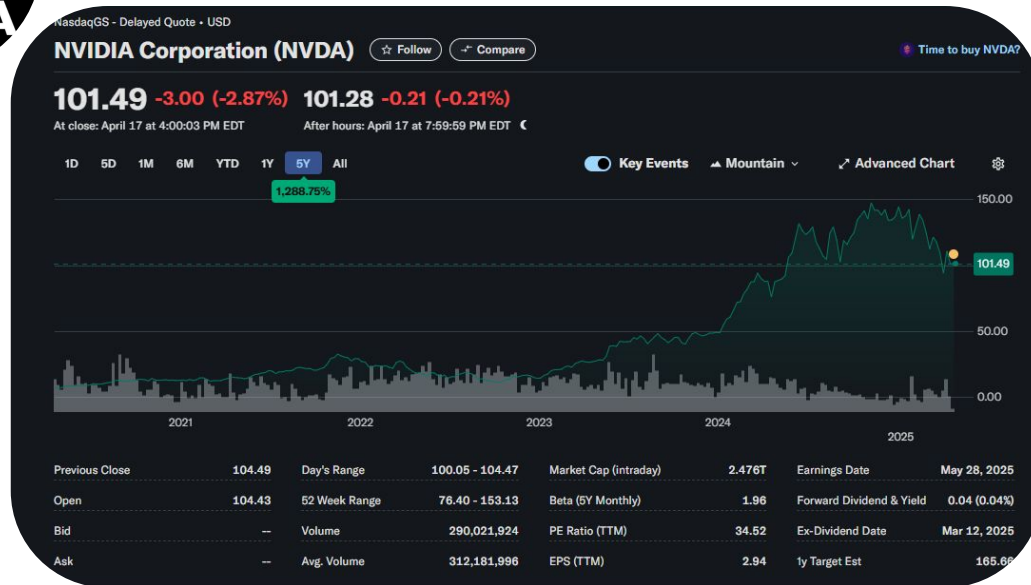 A
NasdaqGS - Delayed Quote • USD
NVIDIA Corporation (NVDA) Follow Compare Time to buy NVDA?
101.49 -3.00 (-2.87%) 101.28 -0.21 (-0.21%)
At close: April 17 at 4:00:03 PM EDT After hours: April 17 at 7:59:59 PM EDT
1D 5D 1M 6M YTD 1Y 5Y All Key Events Mountain Advanced Chart
1,288.75%
150.00
101.49
50.00
0.00
2021 2022 2023 2024 2025
Previous Close 104.49 Day's Range 100.05 - 104.47 Market Cap (intraday) 2.476T Earnings Date May 28, 2025
Open 104.43 52 Week Range 76.40 - 153.13 Beta (5Y Monthly) 1.96 Forward Dividend & Yield 0.04 (0.04%)
Bid -- Volume 290,021,924 PE Ratio (TTM) 34.52 Ex-Dividend Date Mar 12, 2025
Ask -- Avg. Volume 312,181,996 EPS (TTM) 2.94 1y Target Est 165.66